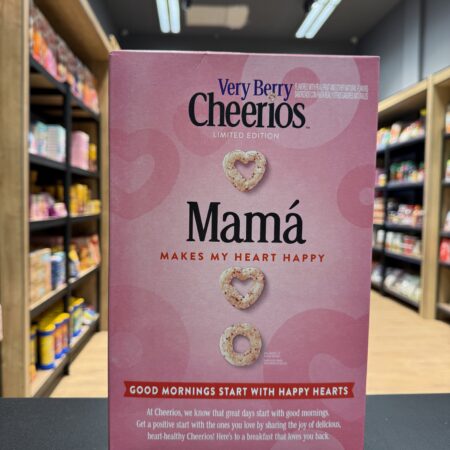 Very Berry
Cheerios
LIMITED EDITION
Mamá
MAKES MY HEART HAPPY
GOOD MORNINGS START WITH HAPPY HEARTS
At Cheerios, we know that great days start with good mornings.
Get a positive start with the ones you love by sharing the joy of delicious,
heart-healthy Cheerios! Here's to a breakfast that loves you back.